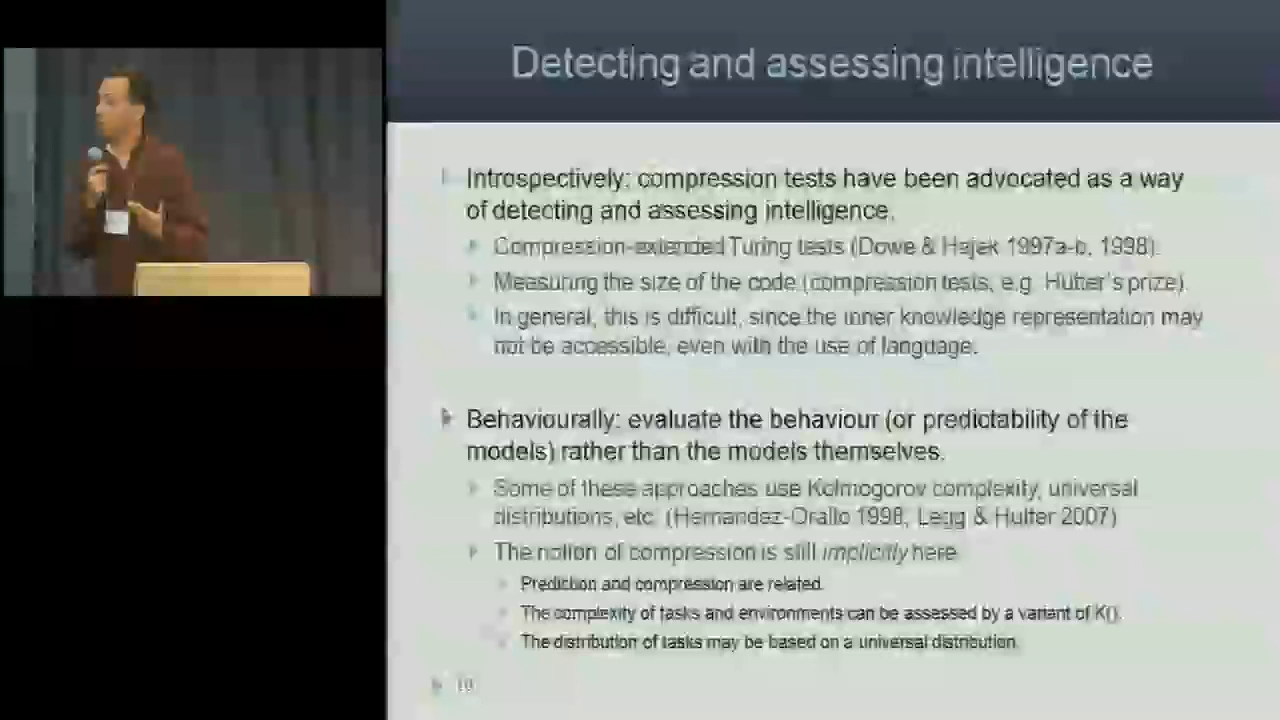 Detecting and assessing intelligence
Introspectively: compression tests have been advocated as a way
of detecting and assessing intelligence.
Compression-extended Turing tests (Dowe & Hajek 1997a-b, 1998).
Measuring the size of the code (compression tests, e.g. Hutter's prize).
In general, this is difficult, since the inner knowledge representation may
not be accessible, even with the use of language.
Behaviourally: evaluate the behaviour (or predictability of the
models) rather than the models themselves.
Some of these approaches use Kolmogorov complexity, universal
distributions, etc. (Hernandez-Orallo 1998, Legg & Hutter 2007)
The notion of compression is still implicitly here
Prediction and compression are related.
The complexity of tasks and environments can be assessed by a variant of K().
The distribution of tasks may be based on a universal distribution.